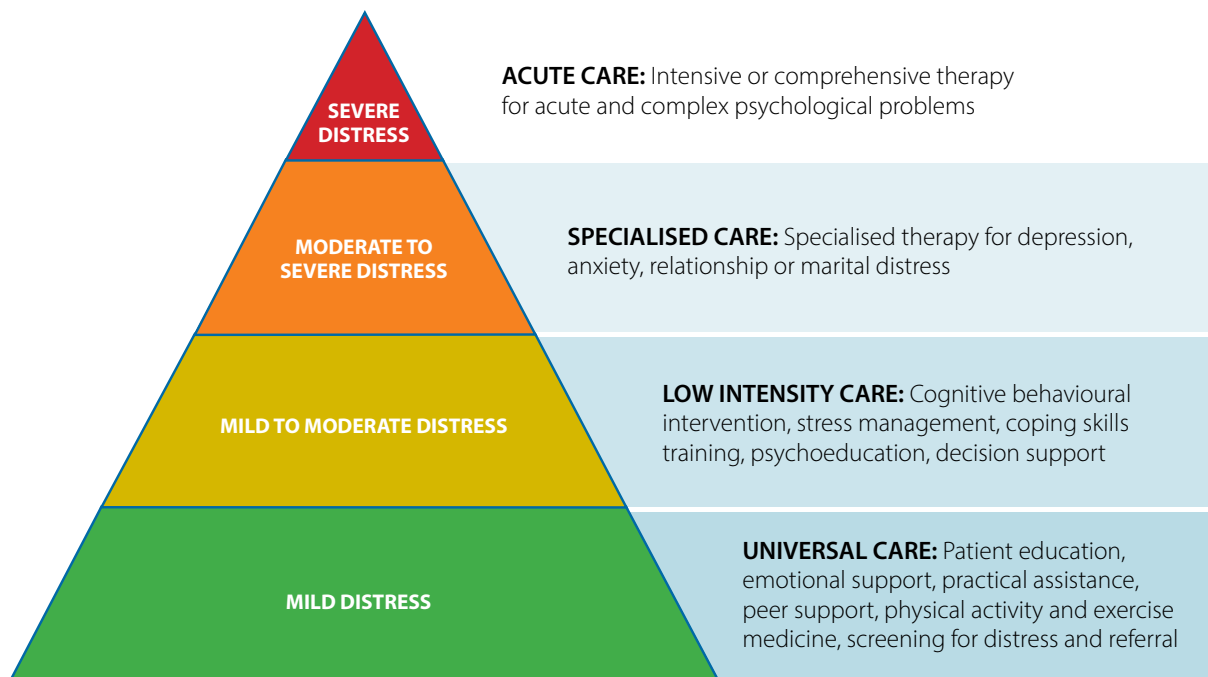 SEVERE
DISTRESS
ACUTE CARE: Intensive or comprehensive therapy
for acute and complex psychological problems
MODERATE TO
SEVERE DISTRESS
SPECIALISED CARE: Specialised therapy for depression,
anxiety, relationship or marital distress
MILD TO MODERATE DISTRESS
LOW INTENSITY CARE: Cognitive behavioural
intervention, stress management, coping skills
training, psychoeducation, decision support
MILD DISTRESS
UNIVERSAL CARE: Patient education,
emotional support, practical assistance,
peer support, physical activity and exercise
medicine, screening for distress and referral